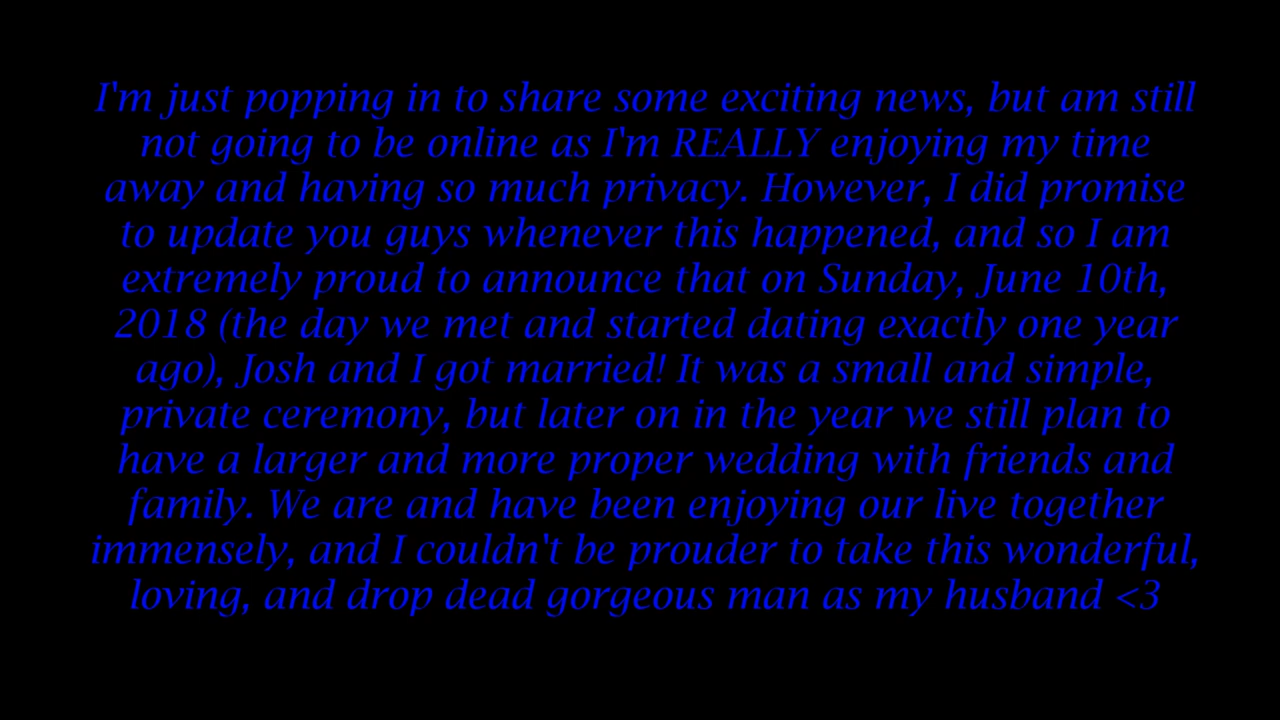 I'm just popping in to share some exciting news, but am still
not going to be online as I'm REALLY enjoying my time
away and having so much privacy. However, I did promise
to update you guys whenever this happened, and so I am
extremely proud to announce that on Sunday, June 10th,
2018 (the day we met and started dating exactly one year
ago), Josh and I got married! It was a small and simple,
private ceremony, but later on in the year we still plan to
have a larger and more proper wedding with friends and
family. We are and have been enjoying our live together
immensely, and I couldn't be prouder to take this wonderful,
loving, and drop dead gorgeous man as my husband <3